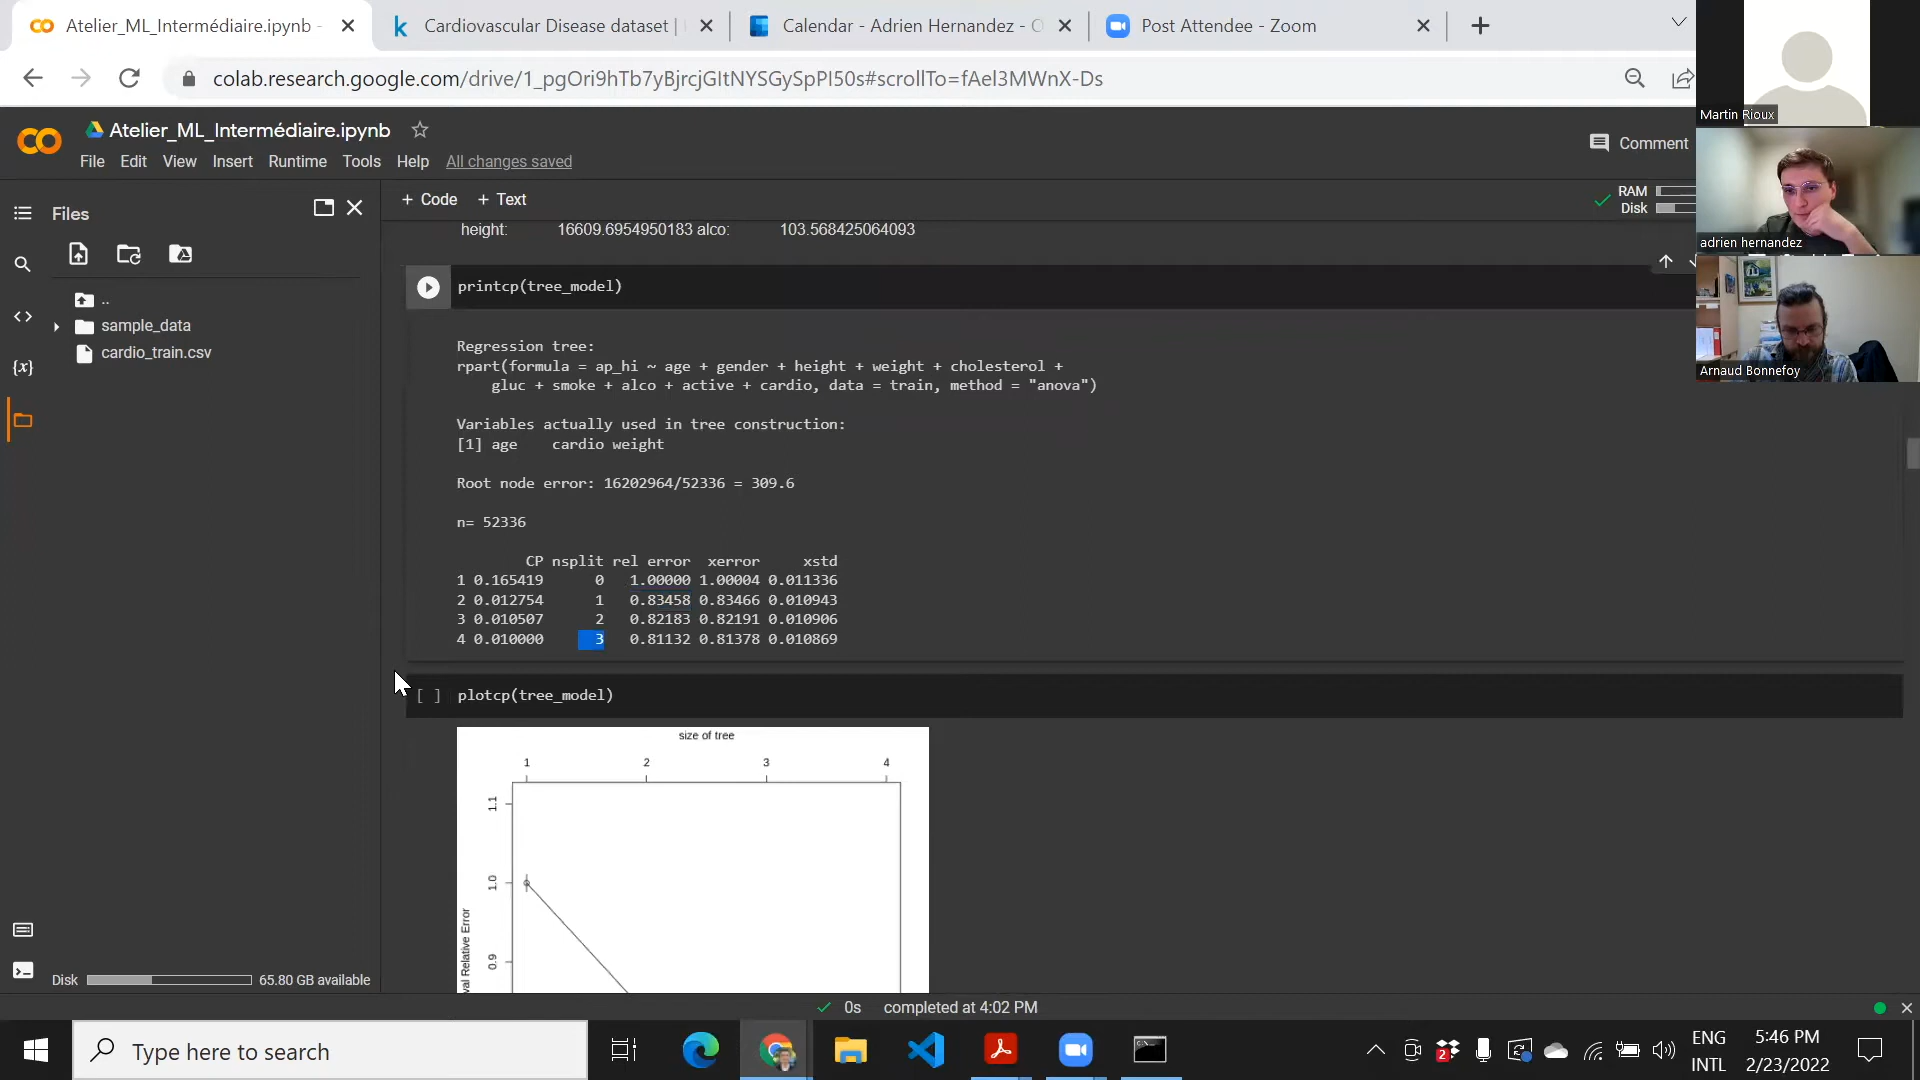 Atelier_ML_Intermédiaire.ipynb -
Cardiovascular Disease dataset |
Calendar - Adrien Hernandez - O
Post Attendee - Zoom
colab.research.google.com/drive/1_pgOri9hTb7yBjrcjGItNYSGySpPI50s#scrollTo=fAel3MWnX-Ds
Atelier_ML_Intermédiaire.ipynb
File Edit View Insert Runtime Tools Help All changes saved
Comment
Files
+ Code + Text
RAM
Disk
..
sample_data
cardio_train.csv
height: 16609.6954950183 alco: 103.568425064093
printcp(tree_model)
Regression tree:
rpart(formula = ap_hi ~ age + gender + height + weight + cholesterol +
gluc + smoke + alco + active + cardio, data = train, method = "anova")
Variables actually used in tree construction:
[1] age cardio weight
Root node error: 16202964/52336 = 309.6
n= 52336
CP nsplit rel error xerror xstd
1 0.165419 0 1.00000 1.00004 0.011336
2 0.012754 1 0.83458 0.83466 0.010943
3 0.010507 2 0.82183 0.82191 0.010906
4 0.010000 3 0.81132 0.81378 0.010869
[ ] plotcp(tree_model)
size of tree
1 2 3 4
1.1
1.0
0.9
val Relative Error
Disk 65.80 GB available
0s completed at 4:02 PM
Martin Rioux
adrien hernandez
Arnaud Bonnefoy
Type here to search
2
ENG
INTL
5:46 PM
2/23/2022